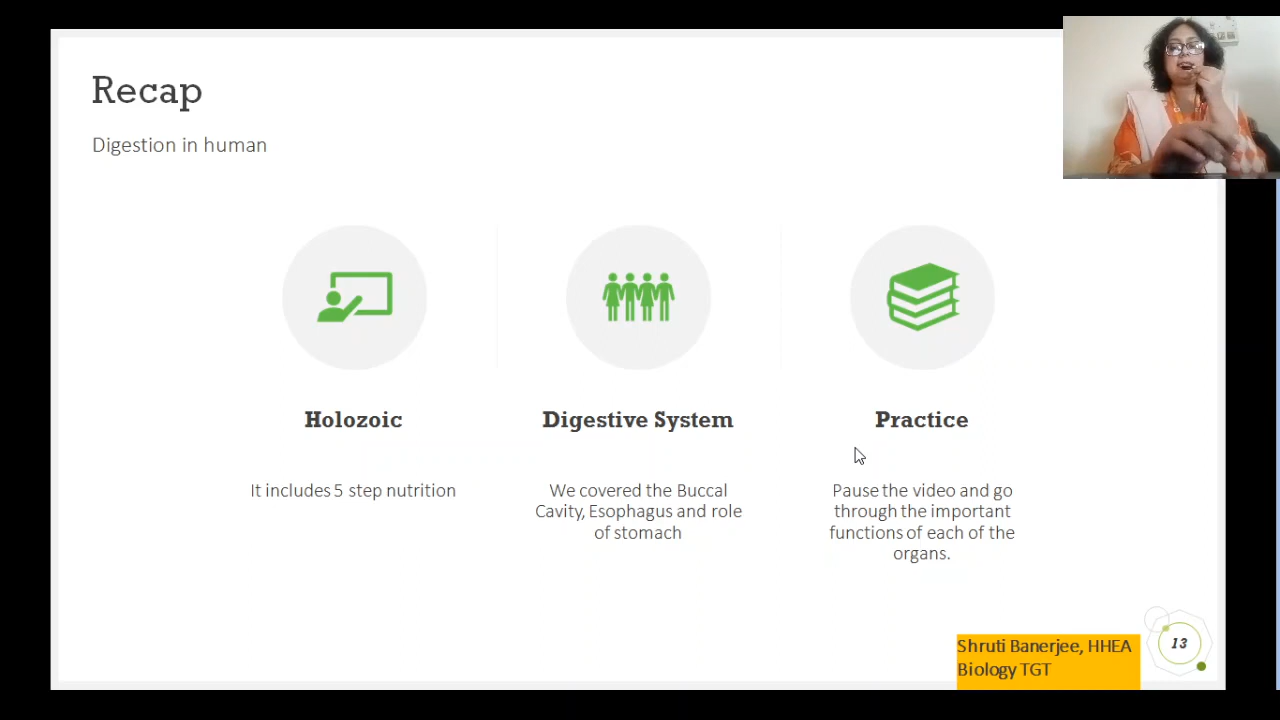 Recap
Digestion in human
Holozoic
It includes 5 step nutrition
Digestive System
We covered the Buccal
Cavity, Esophagus and role
of stomach
Practice
Pause the video and go
through the important
functions of each of the
organs.
Shruti Banerjee, HHEA
Biology TGT
13